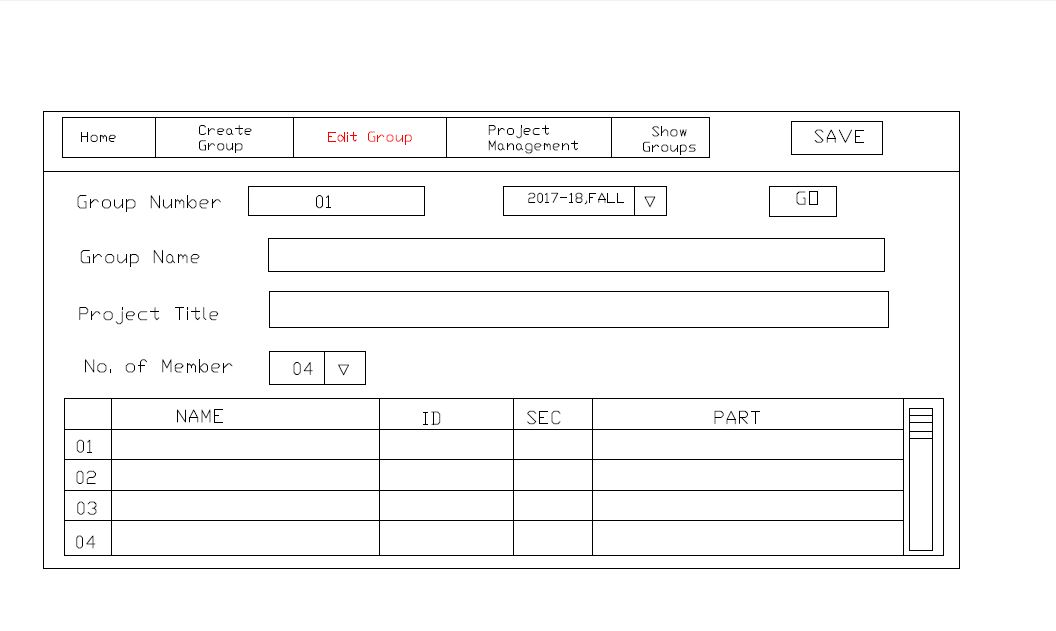 Home
Create
Group
Edit Group
Project
Management
Show
Groups
SAVE
Group Number
01
2017-18,FALL
GO
Group Name
Project Title
No. of Member
04
NAME
ID
SEC
PART
01
02
03
04